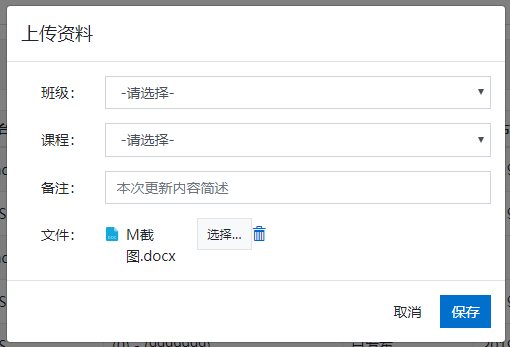 上传资料
班级：
-请选择-
课程：
-请选择-
备注：
本次更新内容简述
文件：
M截
图.docx
选择...
取消
保存